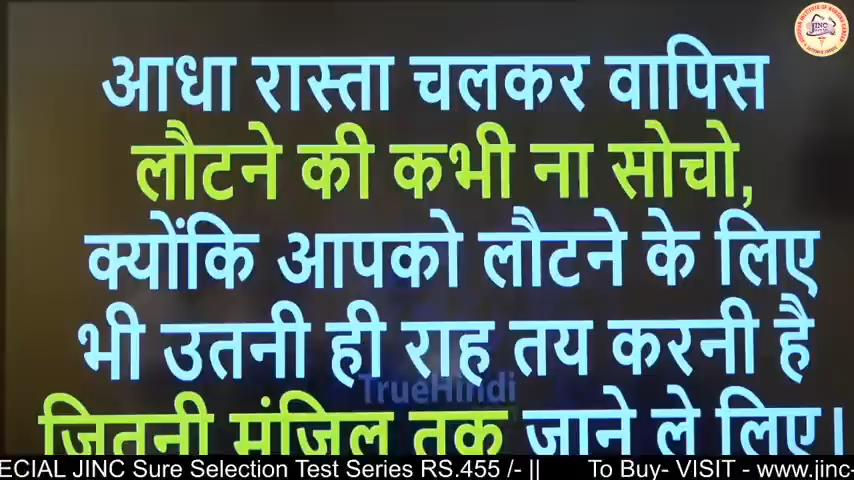 आधा रास्ता चलकर वापिस
लौटने की कभी ना सोचो,
क्योंकि आपको लौटने के लिए
भी उतनी ही राह तय करनी है
TrueHindi
जितनी मंजिल तक जाने ले लिए।
ECIAL JINC Sure Selection Test Series RS.455 /- || To Buy- VISIT - www.jinc-
JINC